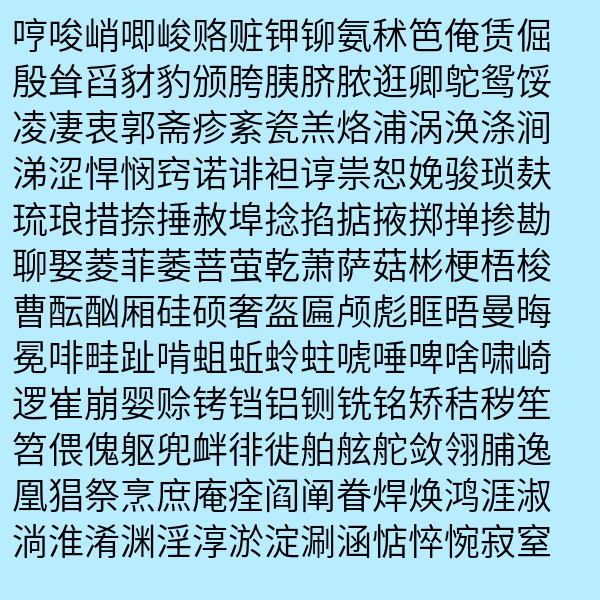 哼唆峭唧峻赂赃钾铆氨秫笆俺赁倔
殷耸舀豺豹颁胯胰脐脓逛卿鸵鸳馁
凌凄衷郭斋疹紊瓷羔烙浦涡涣涤涧
涕涩悍悯窍诺诽袒谆祟恕娩骏琐麸
琉琅措捺捶赦埠捻掐掂掖掷掸掺勘
聊娶菱菲萎菩萤乾萧萨菇彬梗梧梭
曹酝酗厢硅硕奢盔匾颅彪眶晤曼晦
冕啡畦趾啃蛆蚯蛉蛀唬唾啤啥啸崎
逻崔崩婴赊铐铛铝铡铣铭矫秸秽笙
笤偎傀躯兜衅徘徙舶舷舵敛翎脯逸
凰猖祭烹庶庵痊阎阐眷焊焕鸿涯淑
淌淮淆渊淫淳淤淀涮涵惦悴惋寂窒